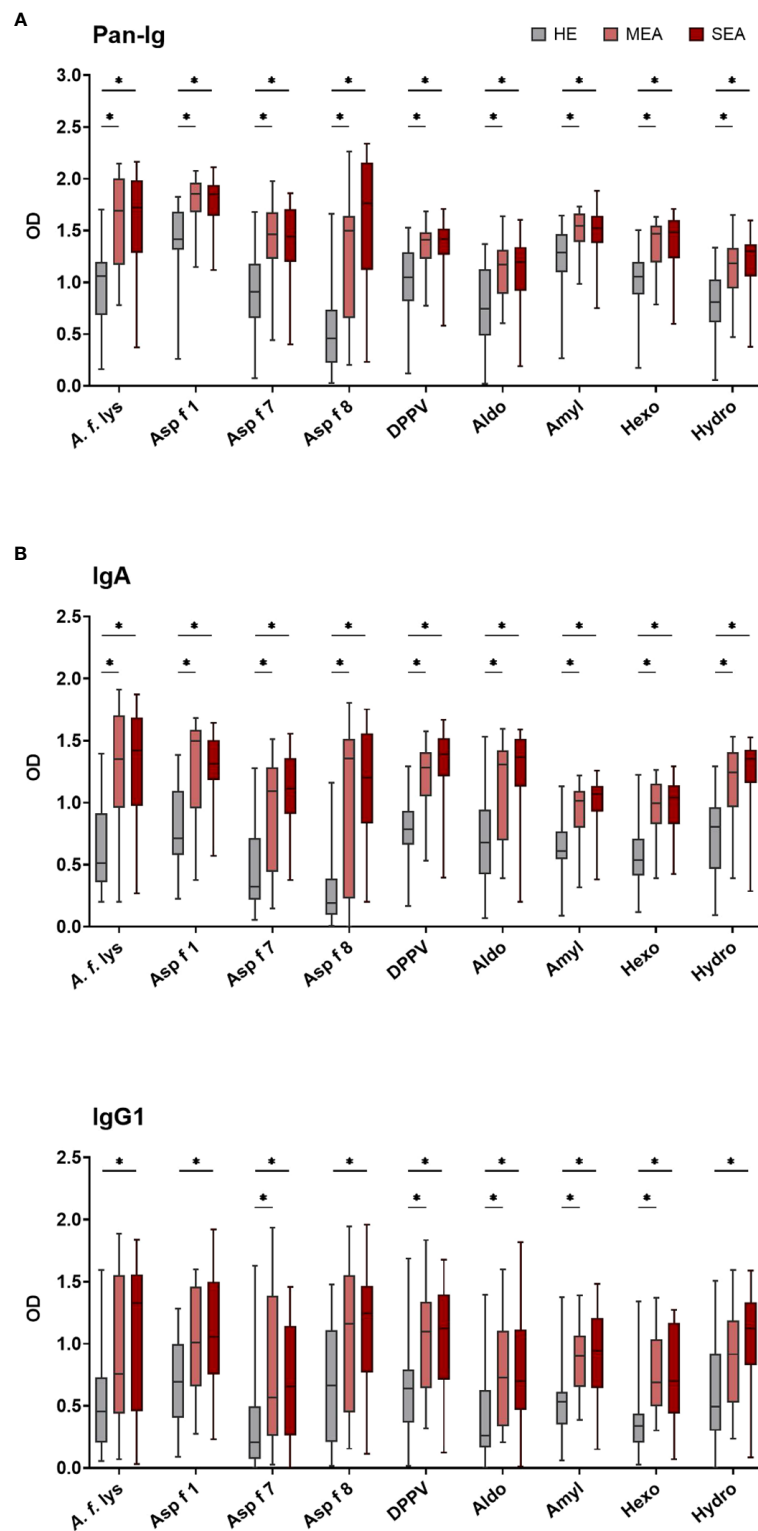 A
Pan-Ig
HE MEA SEA
3.0
2.5
2.0
1.5
1.0
0.5
0.0
OD
* * * * * * * * *
* * * * * * * * *
A. f. lys Asp f 1 Asp f 7 Asp f 8 DPPV Aldo Amyl Hexo Hydro
B
IgA
2.5
2.0
1.5
1.0
0.5
0.0
OD
* * * * * * * * *
* * * * * * * * *
A. f. lys Asp f 1 Asp f 7 Asp f 8 DPPV Aldo Amyl Hexo Hydro
IgG1
2.5
2.0
1.5
1.0
0.5
0.0
OD
* * * * * * * * *
* * * * *
A. f. lys Asp f 1 Asp f 7 Asp f 8 DPPV Aldo Amyl Hexo Hydro